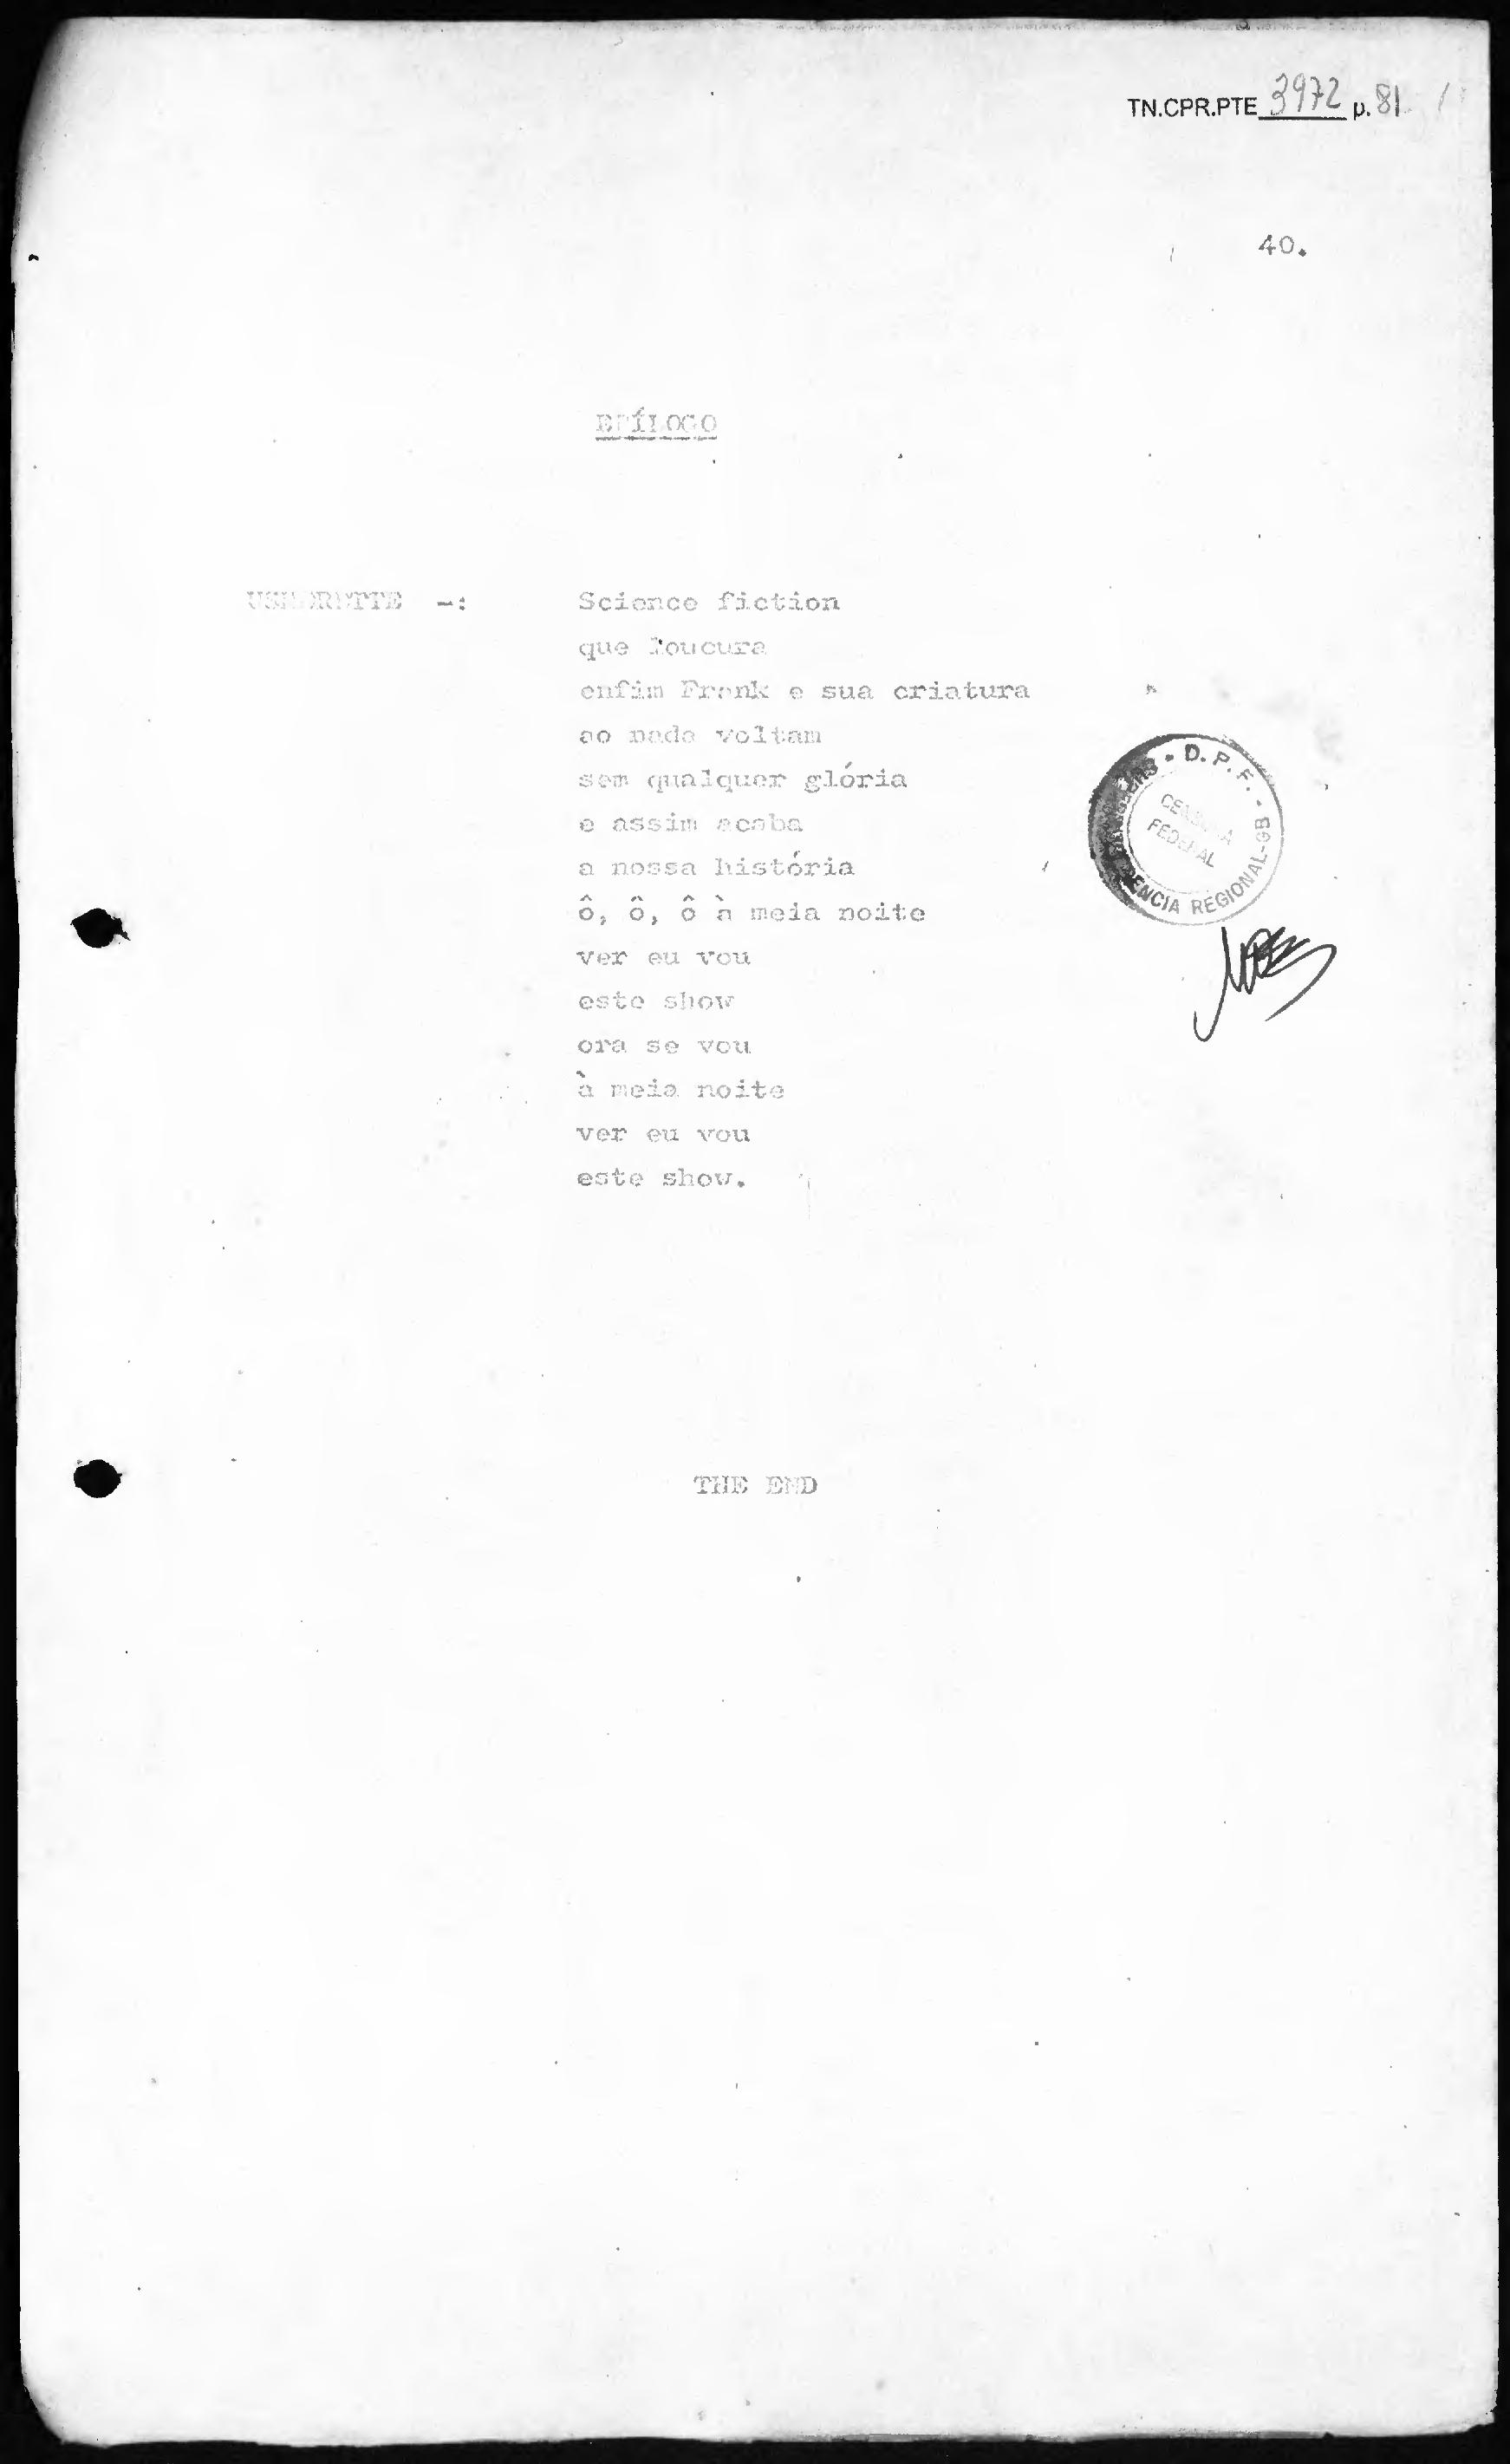 TN.CPR.PTE 3972 p. 81
40.
EPÍLOGO
USHERETTE -: Science fiction
que loucura
enfim Frank e sua criatura
ao nada voltam
sem qualquer glória
e assim acaba
a nossa história
ô, ô, ô à meia noite
ver eu vou
este show
ora se vou
à meia noite
ver eu vou
este show.
D.P.F. - REGIONAL-GB
CENSURA
FEDERAL
THE END